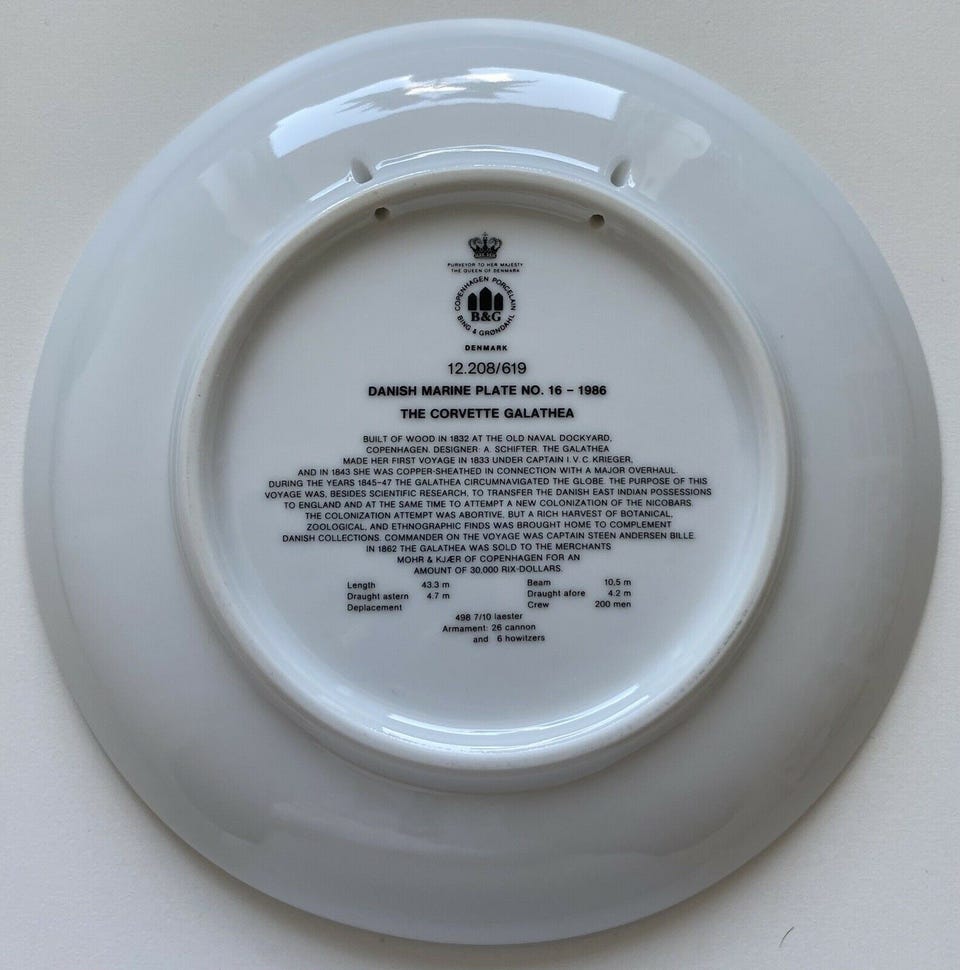 PURVEYOR TO HER MAJESTY
THE QUEEN OF DENMARK
COPENHAGEN PORCELAIN
B&G
BING & GRØNDAHL
DENMARK
12.208/619
DANISH MARINE PLATE NO. 16 – 1986
THE CORVETTE GALATHEA
BUILT OF WOOD IN 1832 AT THE OLD NAVAL DOCKYARD,
COPENHAGEN. DESIGNER: A. SCHIFTER. THE GALATHEA
MADE HER FIRST VOYAGE IN 1833 UNDER CAPTAIN I. V. C. KRIEGER,
AND IN 1843 SHE WAS COPPER-SHEATHED IN CONNECTION WITH A MAJOR OVERHAUL.
DURING THE YEARS 1845-47 THE GALATHEA CIRCUMNAVIGATED THE GLOBE. THE PURPOSE OF THIS
VOYAGE WAS, BESIDES SCIENTIFIC RESEARCH, TO TRANSFER THE DANISH EAST INDIAN POSSESSIONS
TO ENGLAND AND AT THE SAME TIME TO ATTEMPT A NEW COLONIZATION OF THE NICOBARS.
THE COLONIZATION ATTEMPT WAS ABORTIVE, BUT A RICH HARVEST OF BOTANICAL,
ZOOLOGICAL, AND ETHNOGRAPHIC FINDS WAS BROUGHT HOME TO COMPLEMENT
DANISH COLLECTIONS. COMMANDER ON THE VOYAGE WAS CAPTAIN STEEN ANDERSEN BILLE.
IN 1862 THE GALATHEA WAS SOLD TO THE MERCHANTS
MOHR & KJÆR OF COPENHAGEN FOR AN
AMOUNT OF 30,000 RIX-DOLLARS.
Length 43.3 m Beam 10.5 m
Draught astern 4.7 m Draught afore 4.2 m
Deplacement Crew 200 men
498 7/10 laester
Armament: 26 cannon
and 6 howitzers